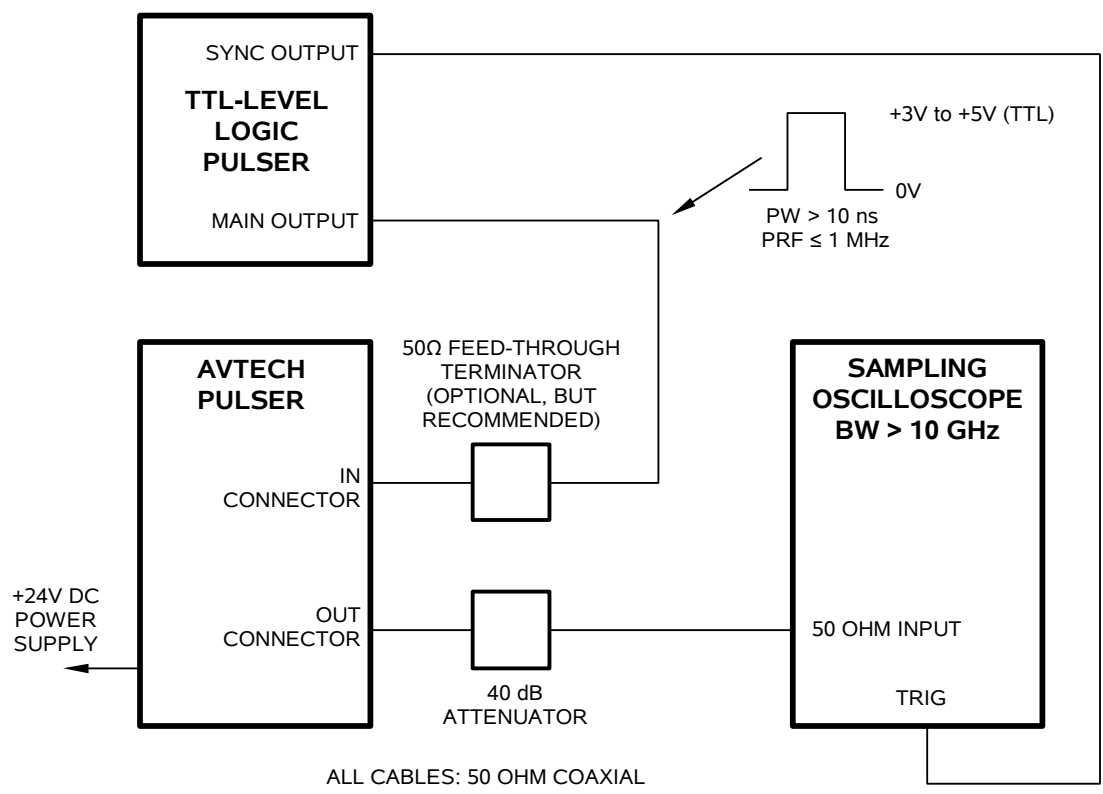 SYNC OUTPUT
TTL-LEVEL
LOGIC
PULSER
MAIN OUTPUT
+3V to +5V (TTL)
0V
PW > 10 ns
PRF ≤ 1 MHz
AVTECH
PULSER
IN
CONNECTOR
OUT
CONNECTOR
+24V DC
POWER
SUPPLY
50Ω FEED-THROUGH
TERMINATOR
(OPTIONAL, BUT
RECOMMENDED)
40 dB
ATTENUATOR
SAMPLING
OSCILLOSCOPE
BW > 10 GHz
50 OHM INPUT
TRIG
ALL CABLES: 50 OHM COAXIAL